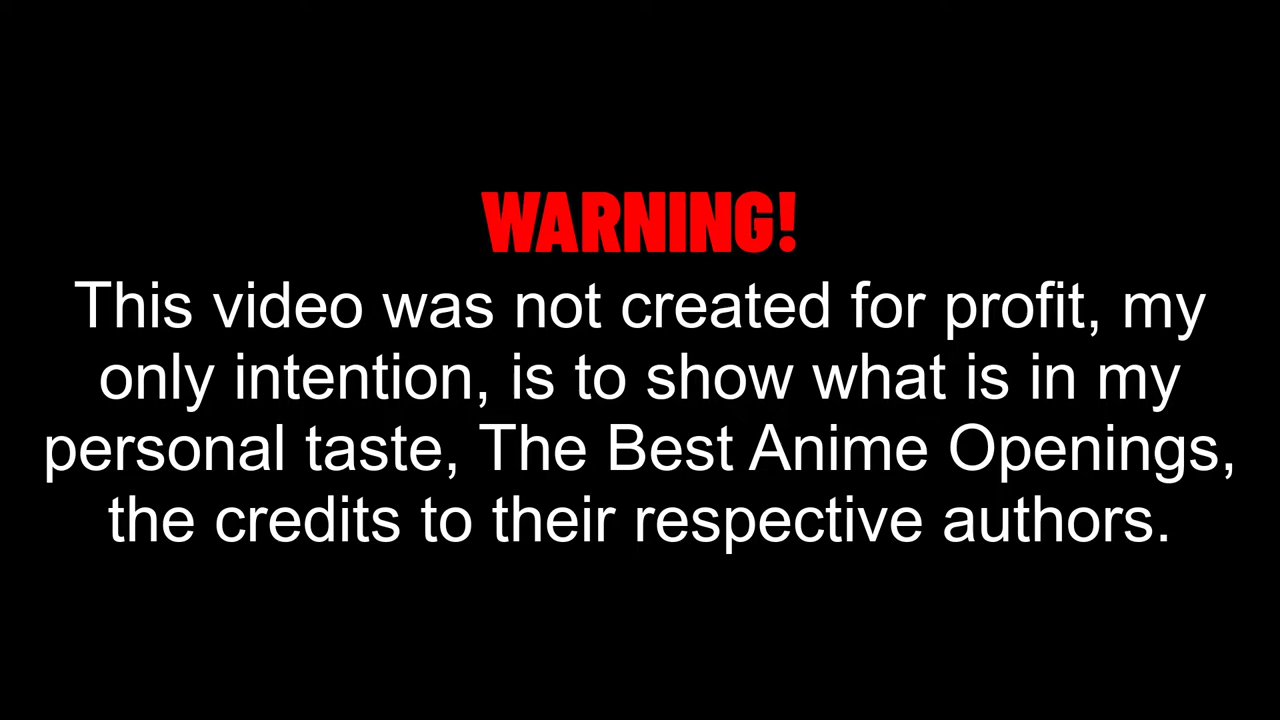 WARNING!
This video was not created for profit, my
only intention, is to show what is in my
personal taste, The Best Anime Openings,
the credits to their respective authors.